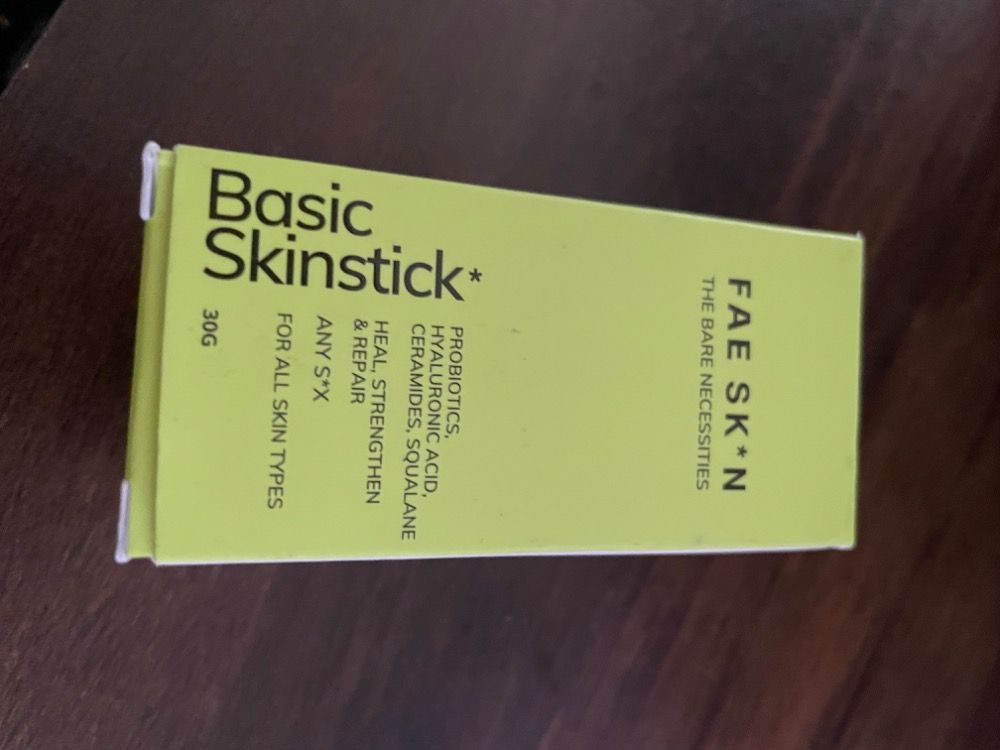 FAE SK*N
THE BARE NECESSITIES
PROBIOTICS,
HYALURONIC ACID,
CERAMIDES, SQUALANE
HEAL, STRENGTHEN
& REPAIR
ANY S*X
FOR ALL SKIN TYPES
30G
Basic
Skinstick*